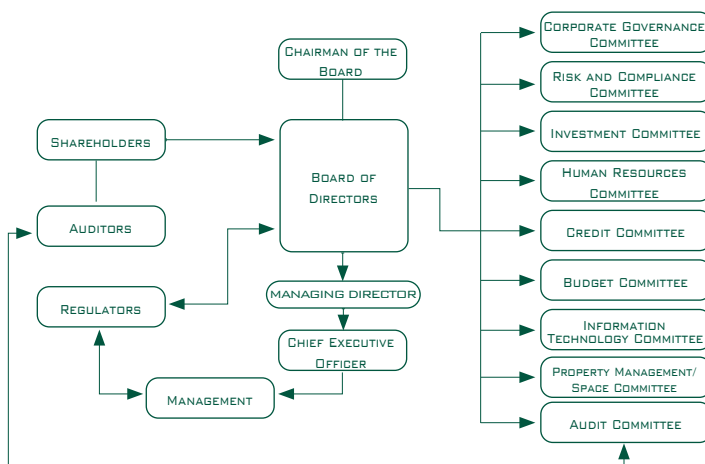 CHAIRMAN OF THE
BOARD
SHAREHOLDERS
BOARD OF
DIRECTORS
AUDITORS
REGULATORS
MANAGING DIRECTOR
CHIEF EXECUTIVE
OFFICER
MANAGEMENT
CORPORATE GOVERNANCE
COMMITTEE
RISK AND COMPLIANCE
COMMITTEE
INVESTMENT COMMITTEE
HUMAN RESOURCES
COMMITTEE
CREDIT COMMITTEE
BUDGET COMMITTEE
INFORMATION
TECHNOLOGY COMMITTEE
PROPERTY MANAGEMENT/
SPACE COMMITTEE
AUDIT COMMITTEE